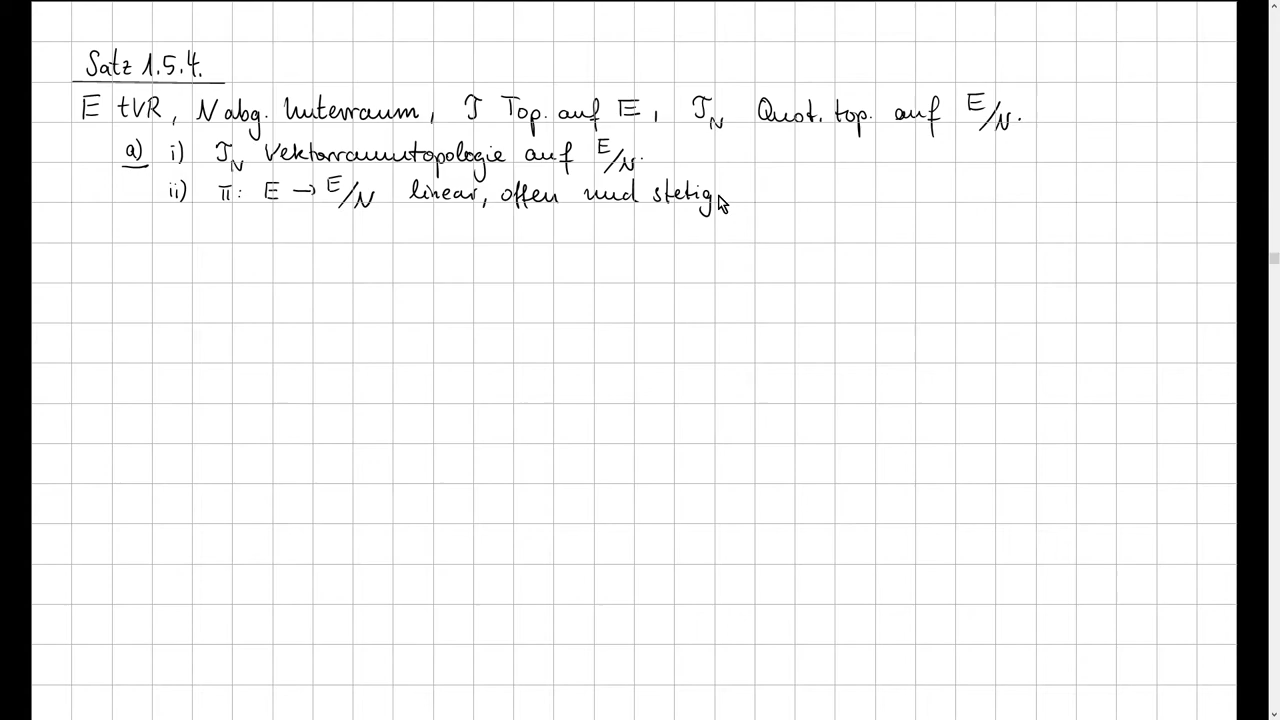 Satz 1.5.4.
E tVR, N abg. Unterraum, T Top. auf E, T_N Quot. top. auf E/N.
a) i) T_N Vektorraumtopologie auf E/N.
ii) π: E → E/N linear, offen und stetig